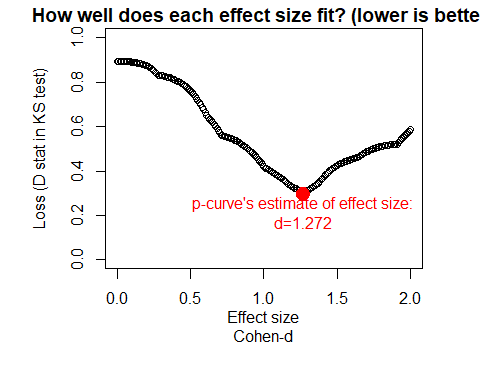 How well does each effect size fit? (lower is bette
Loss (D stat in KS test)
1.0
0.8
0.6
0.4
0.2
0.0
p-curve's estimate of effect size:
d=1.272
0.0 0.5 1.0 1.5 2.0
Effect size
Cohen-d